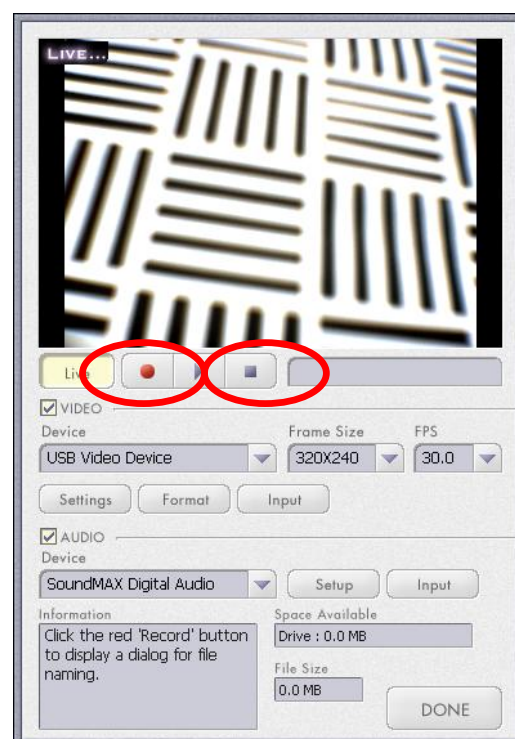 LIVE...
Live
VIDEO
Device Frame Size FPS
USB Video Device 320X240 30.0
Settings Format Input
AUDIO
Device
SoundMAX Digital Audio Setup Input
Information Space Available
Click the red 'Record' button Drive : 0.0 MB
to display a dialog for file
naming. File Size
0.0 MB
DONE